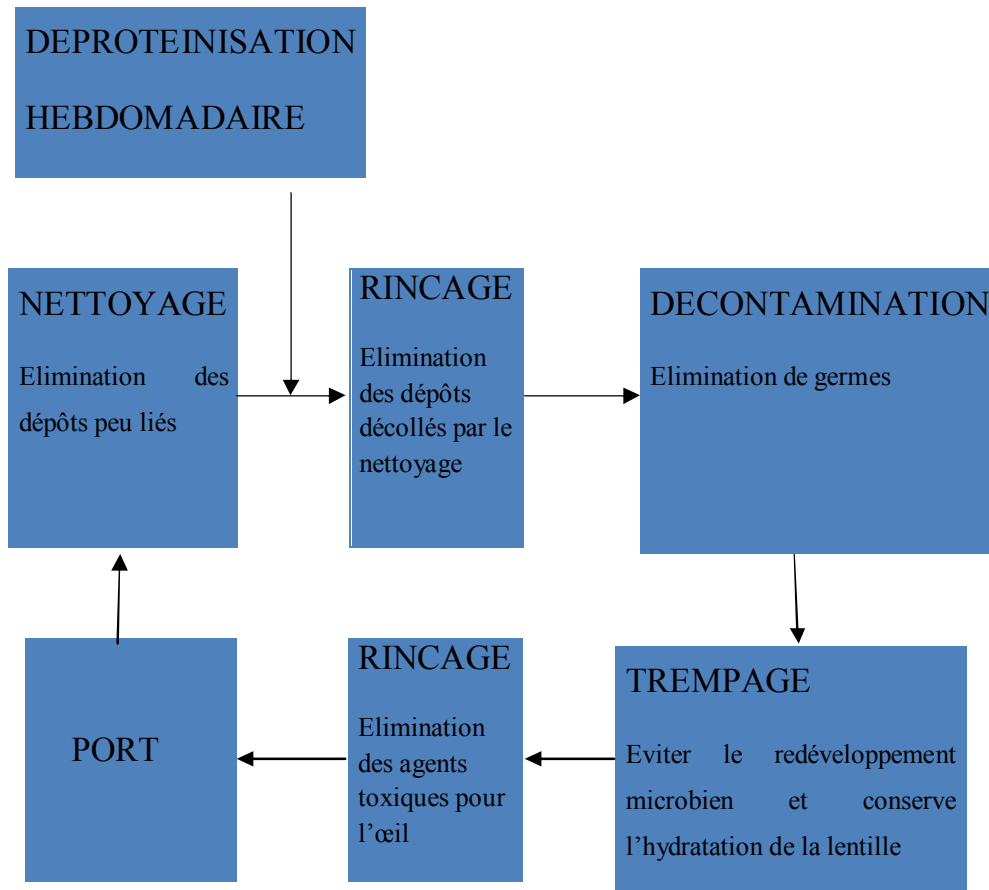 DEPROTEINISATION
HEBDOMADAIRE
NETTOYAGE
Elimination des
dépôts peu liés
RINCAGE
Elimination
des dépôts
décollés par le
nettoyage
DECONTAMINATION
Elimination de germes
PORT
RINCAGE
Elimination
des agents
toxiques pour
l’œil
TREMPAGE
Eviter le redéveloppement
microbien et conserve
l’hydratation de la lentille